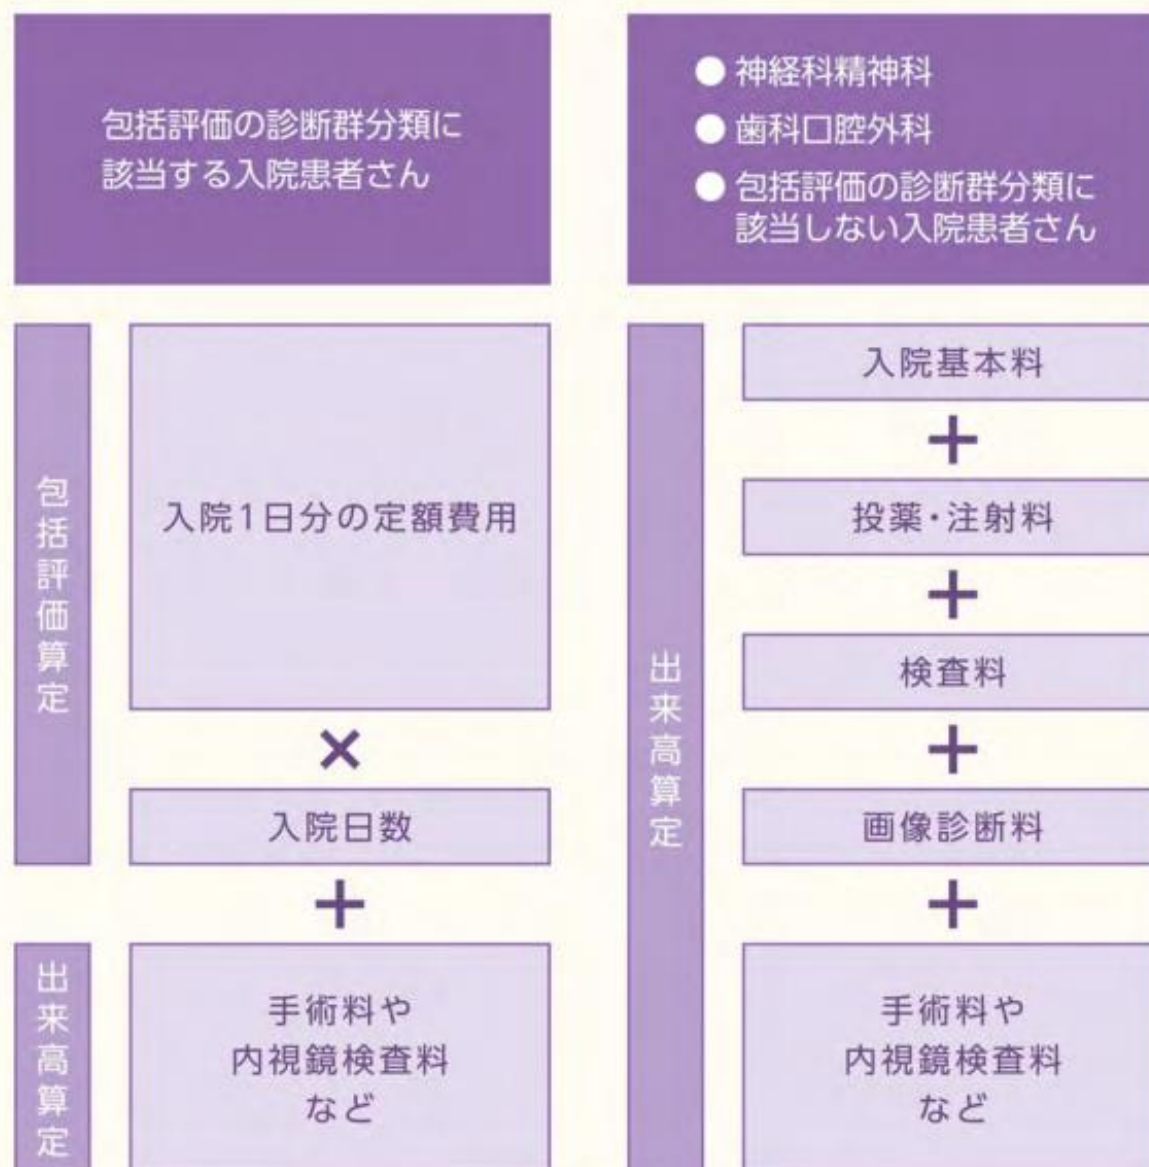 包括評価の診断群分類に
該当する入院患者さん
包括評価算定
入院1日分の定額費用
×
入院日数
+
出来高算定
手術料や
内視鏡検査料
など
● 神経科精神科
● 歯科口腔外科
● 包括評価の診断群分類に
該当しない入院患者さん
出来高算定
入院基本料
+
投薬・注射料
+
検査料
+
画像診断料
+
手術料や
内視鏡検査料
など